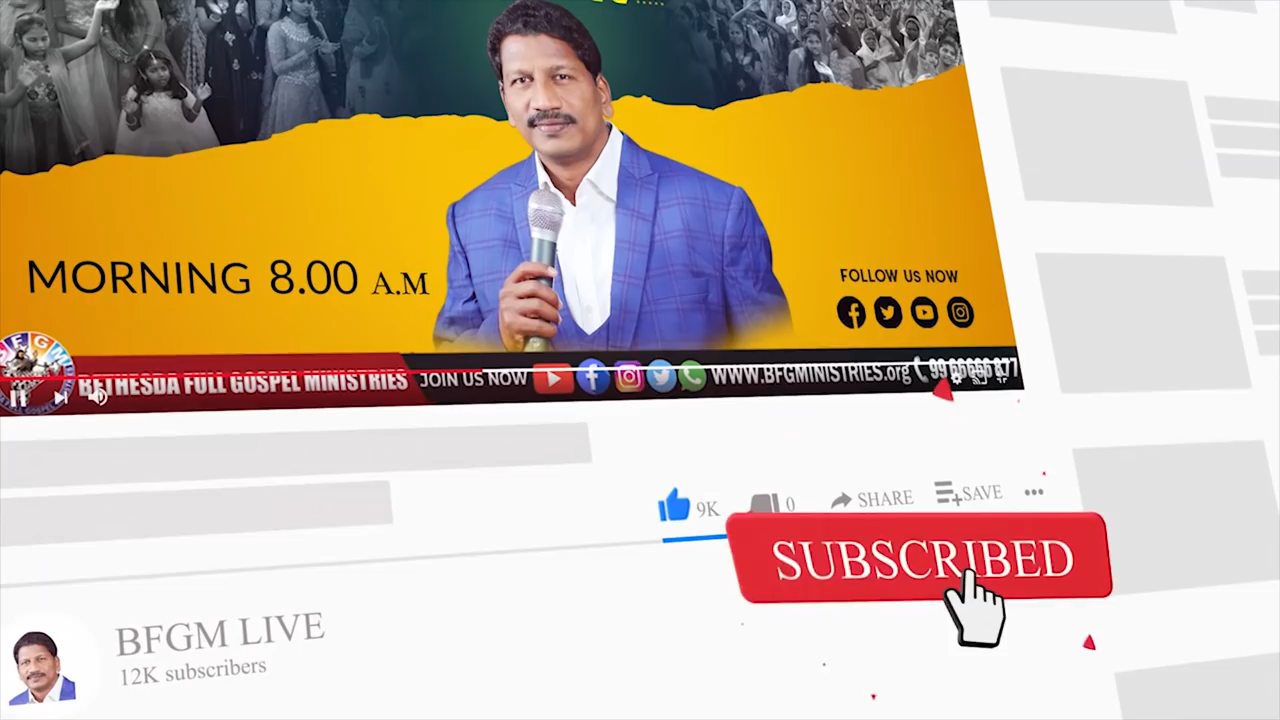 MORNING 8.00 A.M
FOLLOW US NOW
BFGM
BETHESDA FULL GOSPEL MINISTRIES
JOIN US NOW
WWW.BFGMINISTRIES.org
9K
0
SHARE
SAVE
SUBSCRIBED
BFGM LIVE
12K subscribers